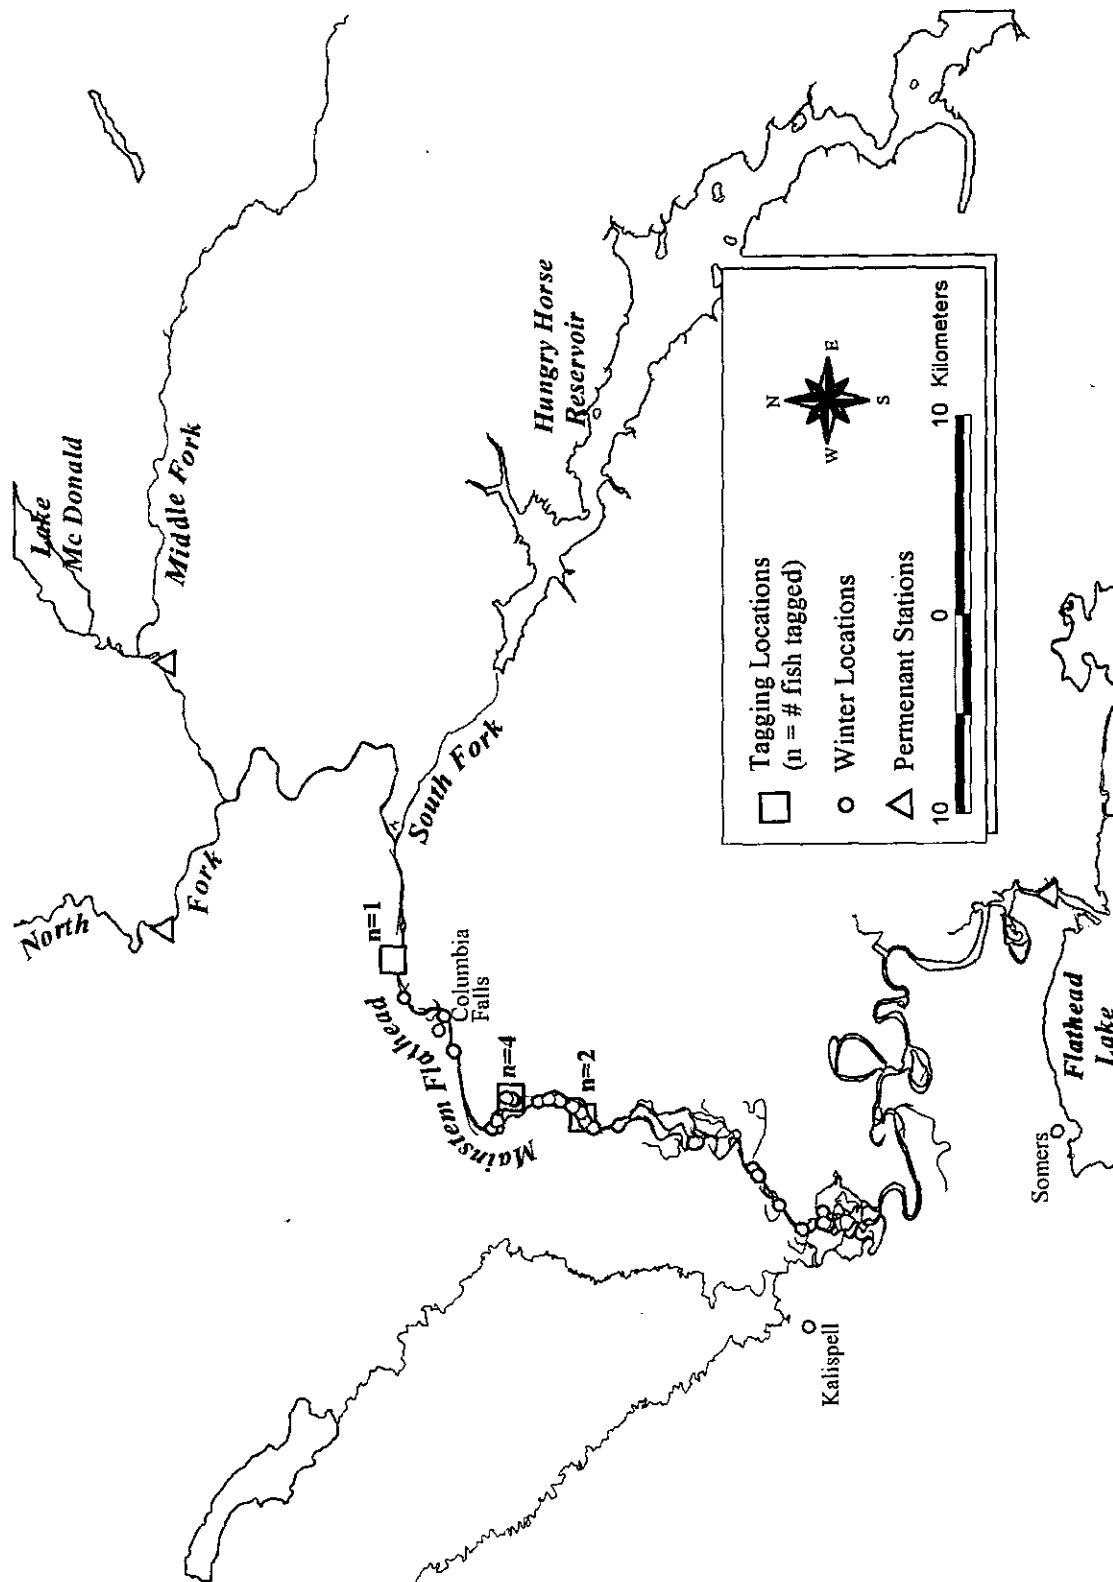 Lake
Mc Donald
Middle Fork
North
Fork
Hungry Horse
Reservoir
South Fork
n=1
Columbia
Falls
Mainstem Flathead
n=4
n=2
Kalispell
Somers
Flathead
Lake
Tagging Locations
(n = # fish tagged)
Winter Locations
Permenant Stations
N
W
E
S
10
0
10 Kilometers